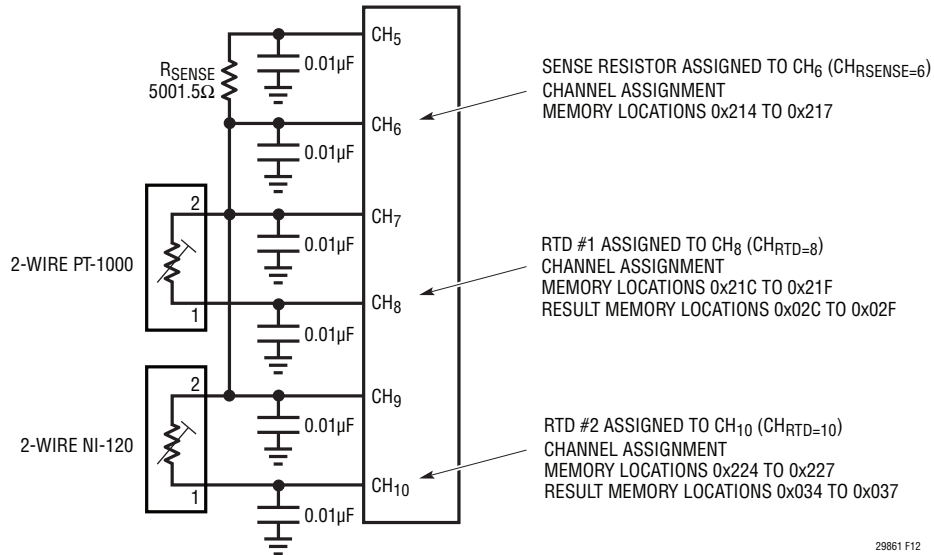 CH5
0.01µF
RSENSE
5001.5Ω
SENSE RESISTOR ASSIGNED TO CH6 (CHRSENSE=6)
CHANNEL ASSIGNMENT
MEMORY LOCATIONS 0x214 TO 0x217
CH6
0.01µF
2
CH7
0.01µF
2-WIRE PT-1000
RTD #1 ASSIGNED TO CH8 (CHRTD=8)
CHANNEL ASSIGNMENT
MEMORY LOCATIONS 0x21C TO 0x21F
RESULT MEMORY LOCATIONS 0x02C TO 0x02F
1
CH8
0.01µF
2
CH9
0.01µF
2-WIRE NI-120
RTD #2 ASSIGNED TO CH10 (CHRTD=10)
CHANNEL ASSIGNMENT
MEMORY LOCATIONS 0x224 TO 0x227
RESULT MEMORY LOCATIONS 0x034 TO 0x037
1
CH10
0.01µF
29861 F12